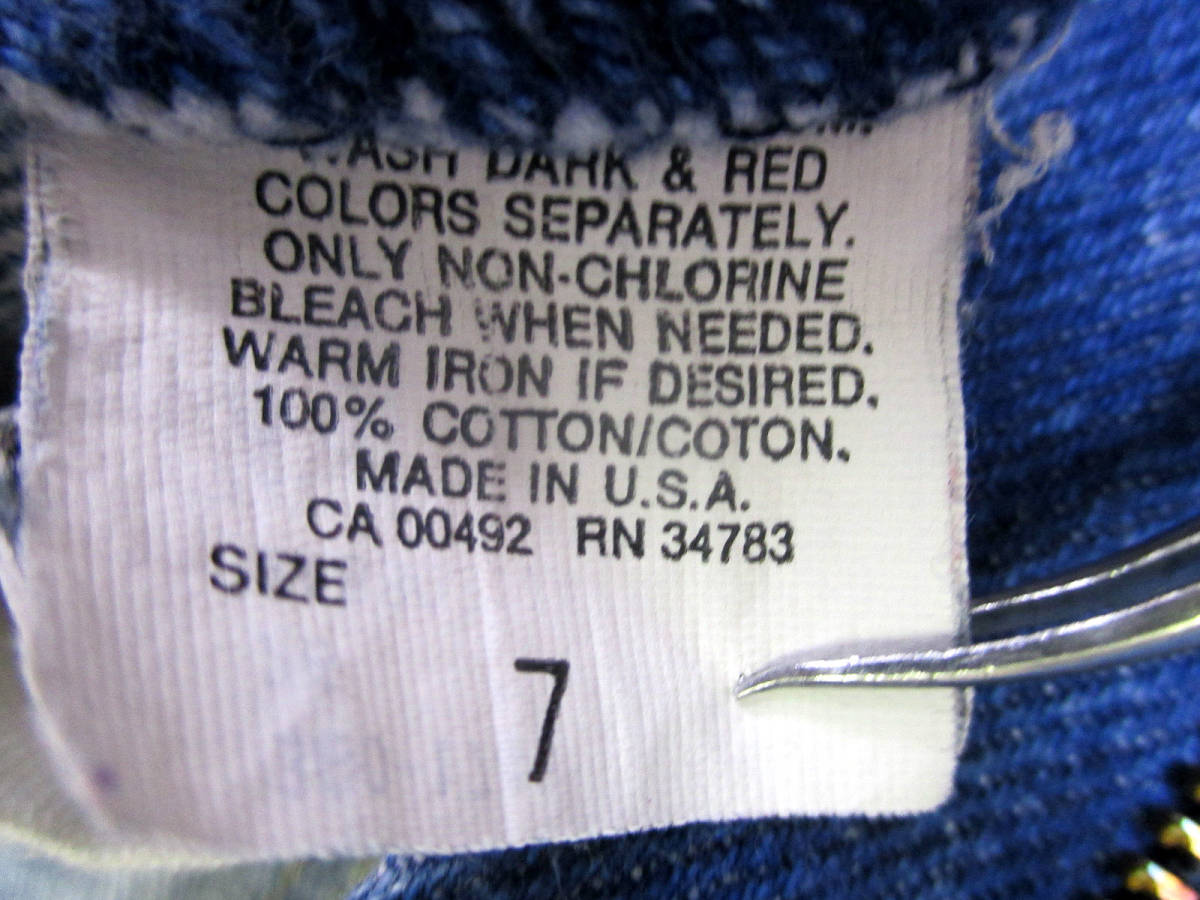 WASH DARK & RED
COLORS SEPARATELY.
ONLY NON-CHLORINE
BLEACH WHEN NEEDED.
WARM IRON IF DESIRED.
100% COTTON/COTON.
MADE IN U.S.A.
CA 00492 RN 34783
SIZE
7